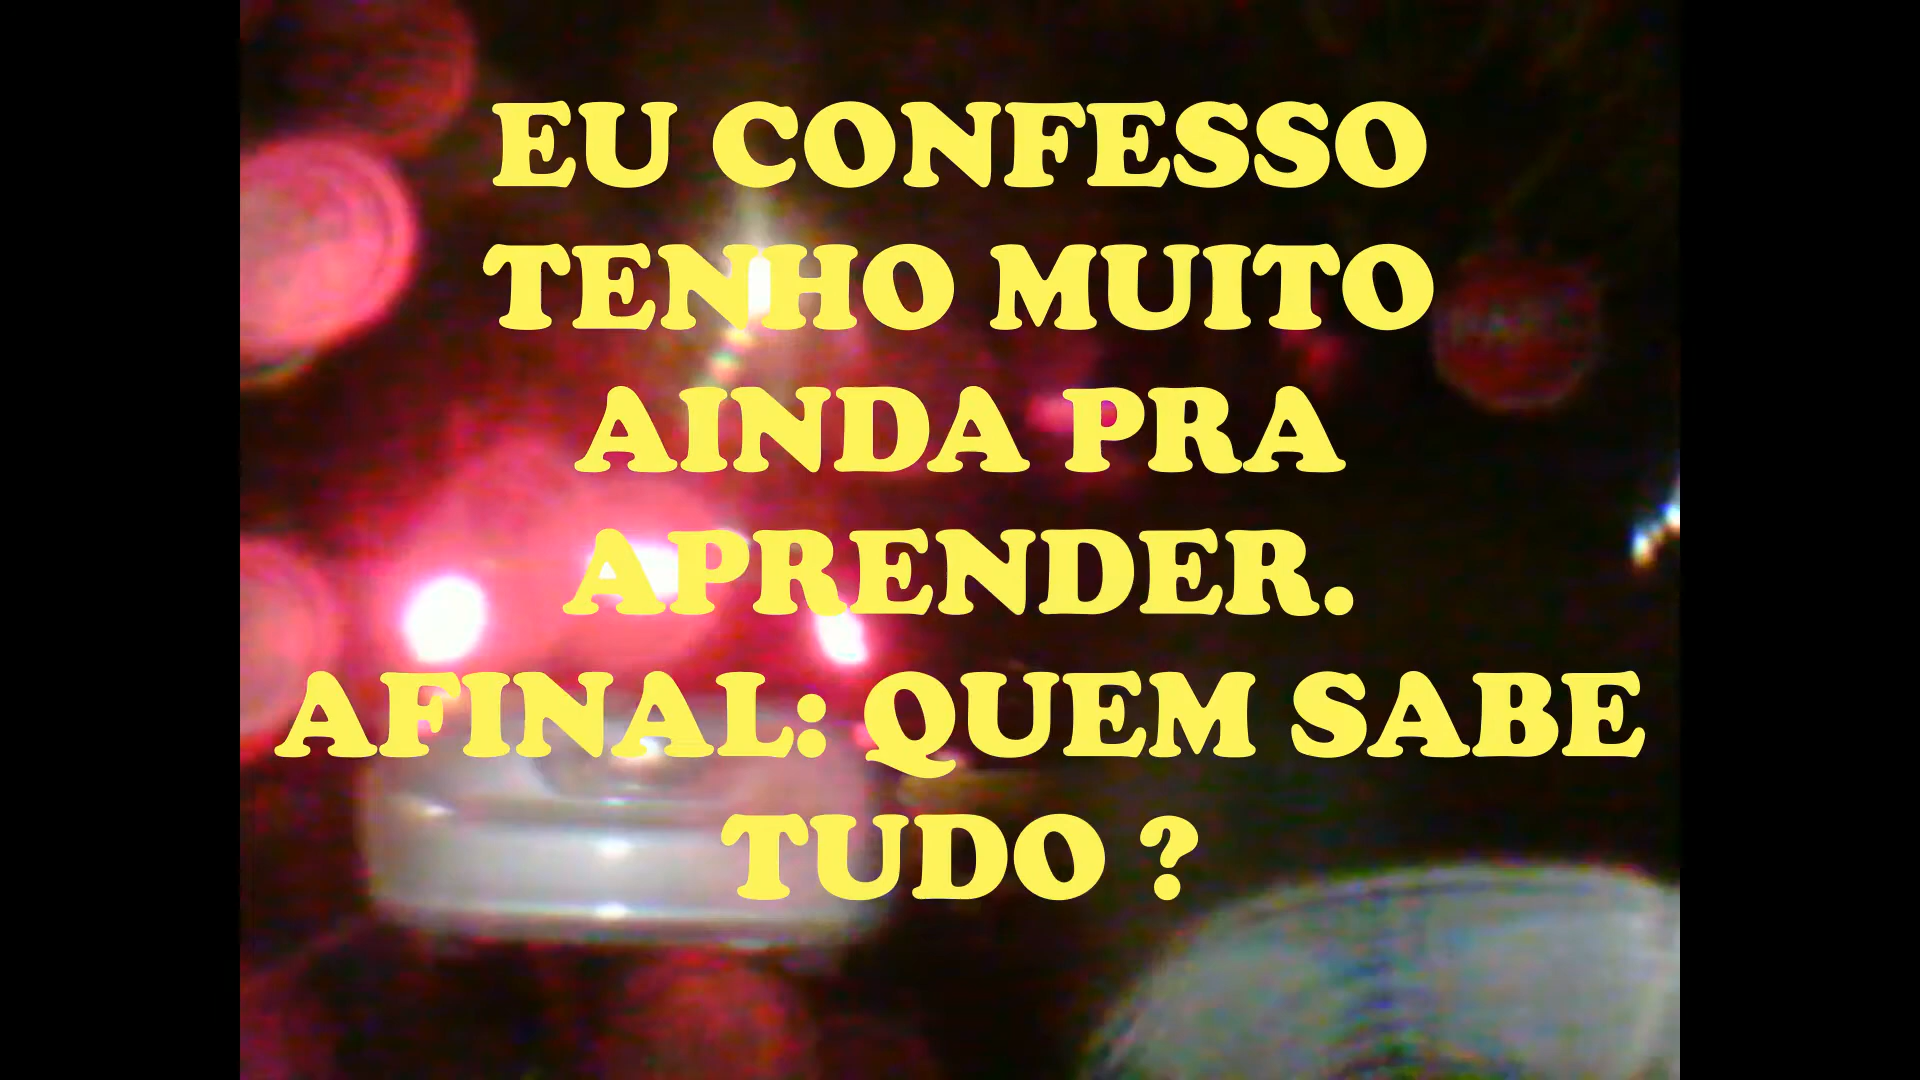 EU CONFESSO
TENHO MUITO
AINDA PRA
APRENDER.
AFINAL: QUEM SABE
TUDO ?